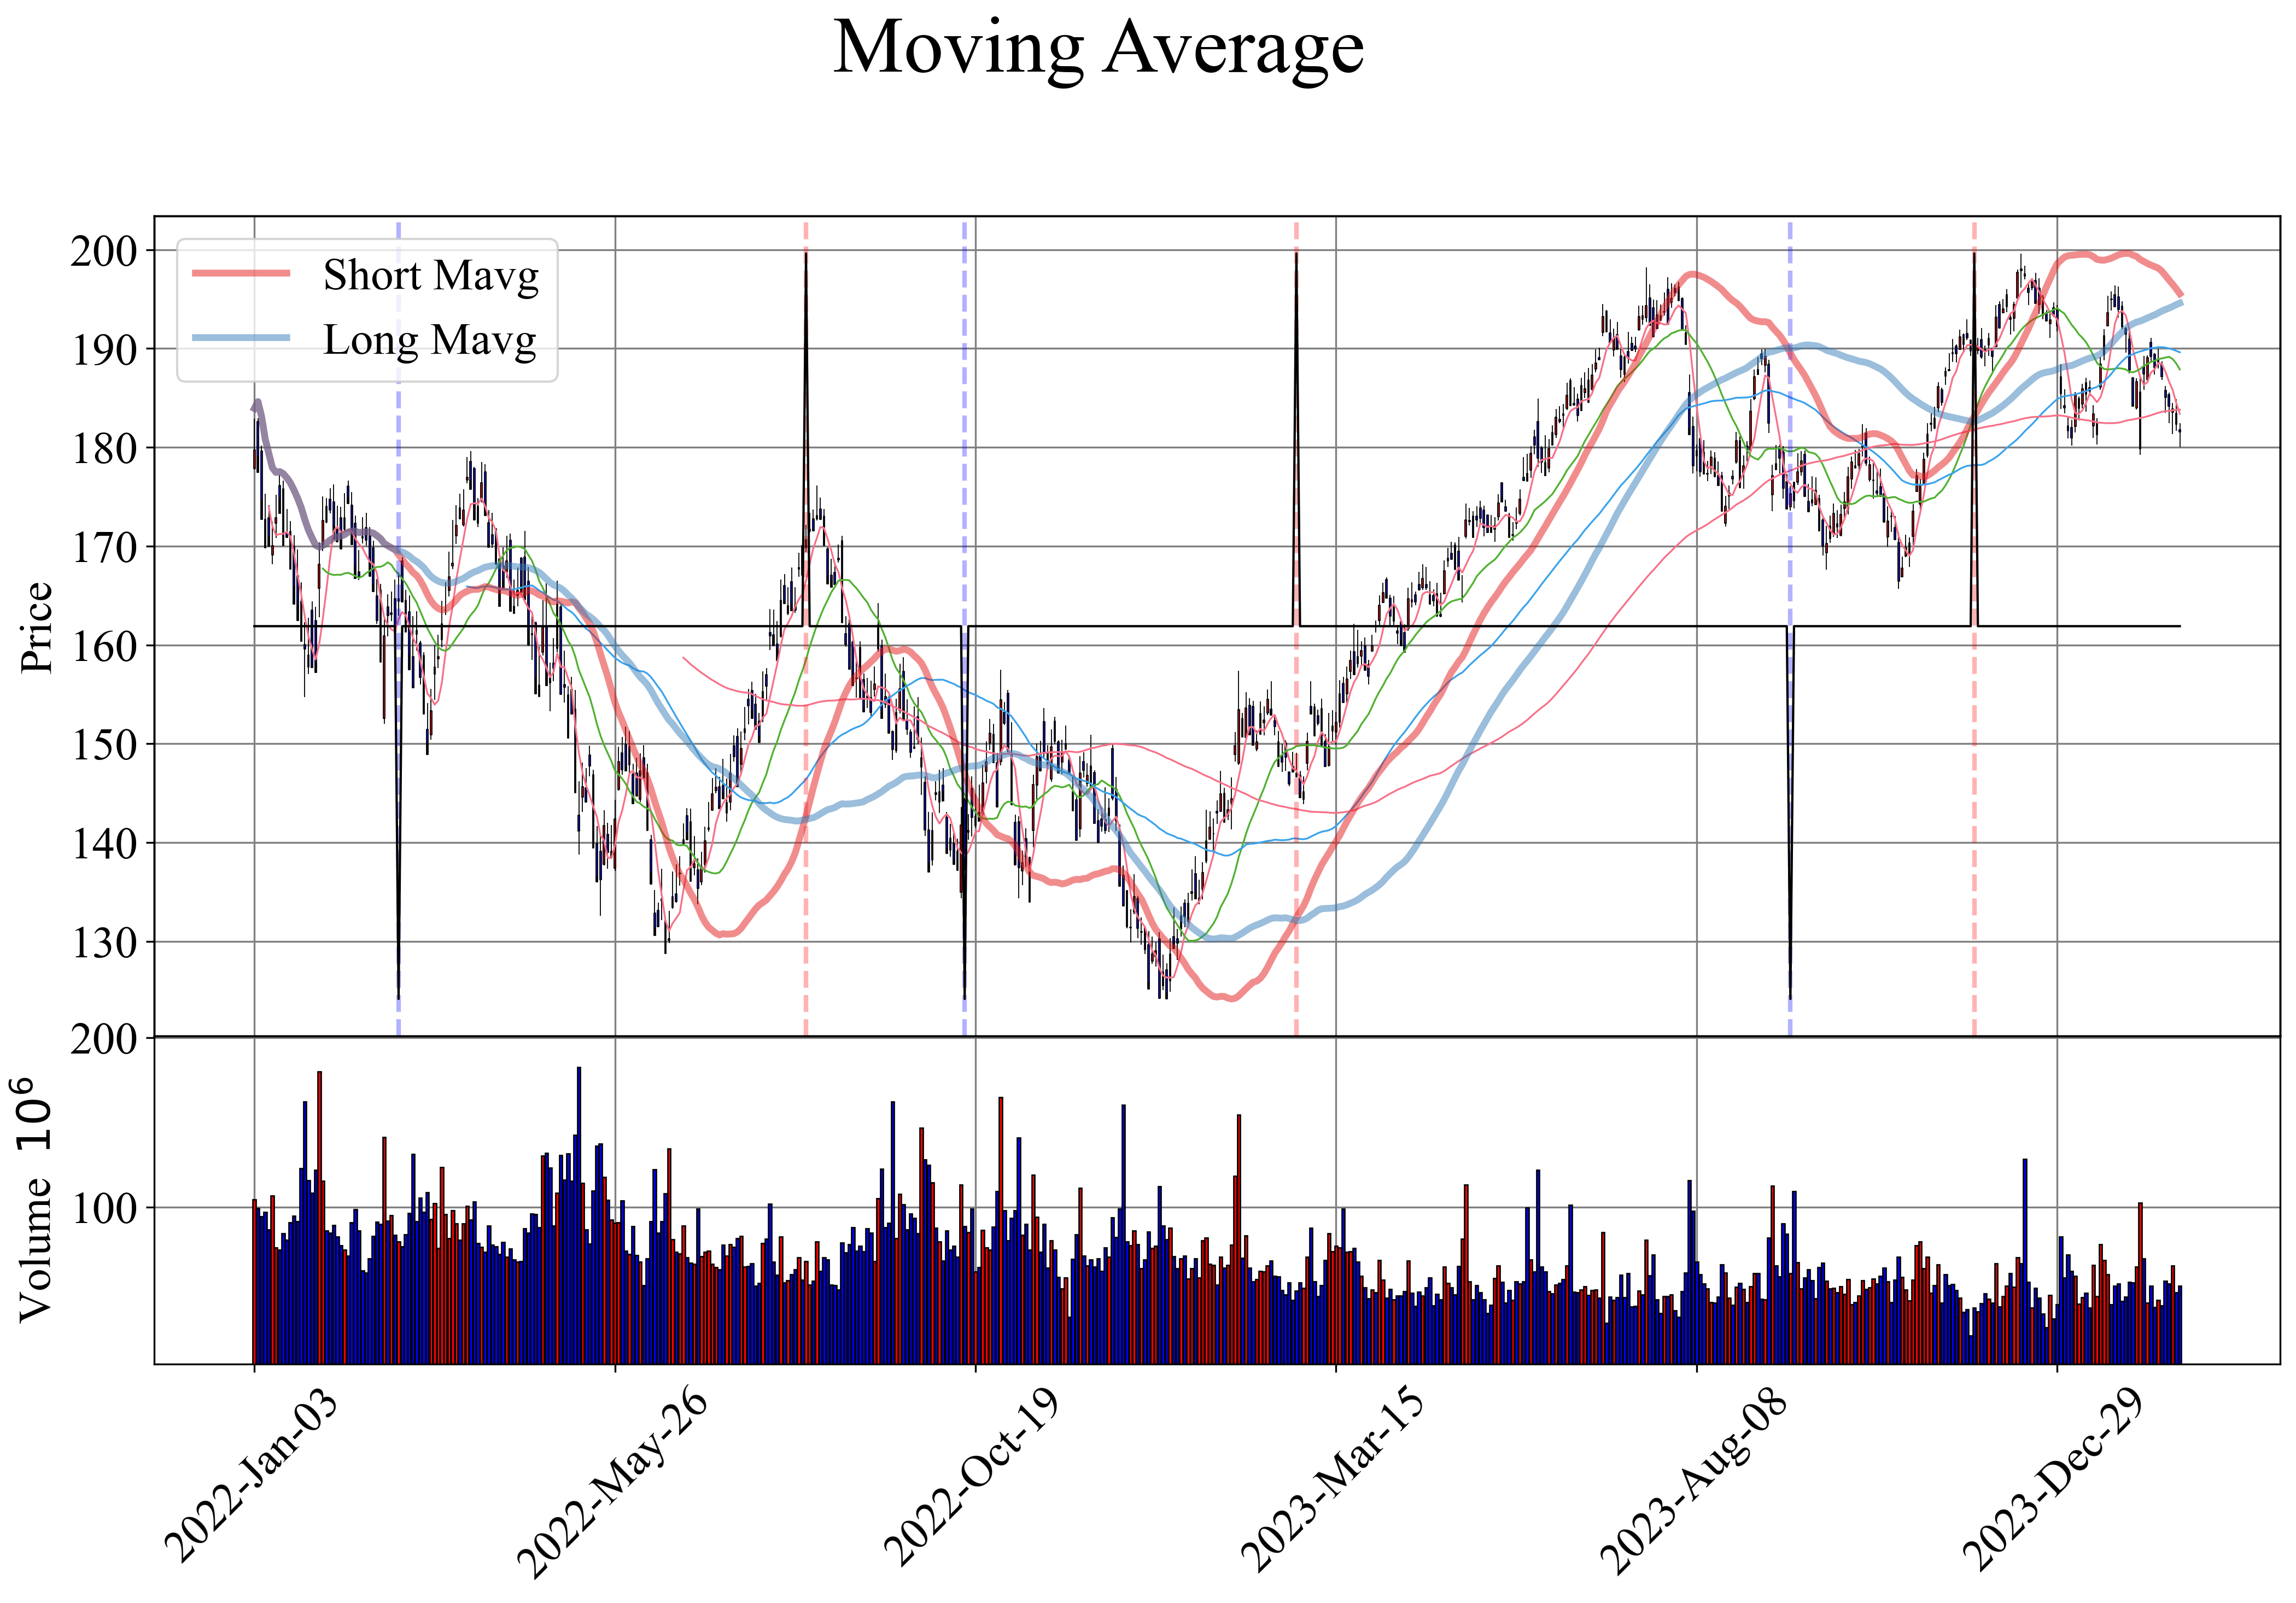 Moving Average
Short Mavg
Long Mavg
Price
200
190
180
170
160
150
140
130
Volume 10^6
200
100
2022-Jan-03
2022-May-26
2022-Oct-19
2023-Mar-15
2023-Aug-08
2023-Dec-29